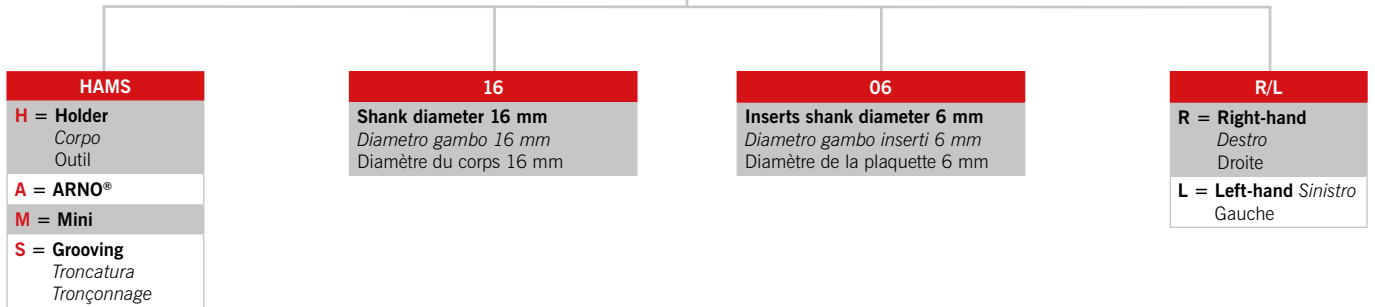 HAMS
H = Holder
Corpo
Outil
A = ARNO®
M = Mini
S = Grooving
Troncatura
Tronçonnage
16
Shank diameter 16 mm
Diametro gambo 16 mm
Diamètre du corps 16 mm
06
Inserts shank diameter 6 mm
Diametro gambo inserti 6 mm
Diamètre de la plaquette 6 mm
R/L
R = Right-hand
Destro
Droite
L = Left-hand Sinistro
Gauche